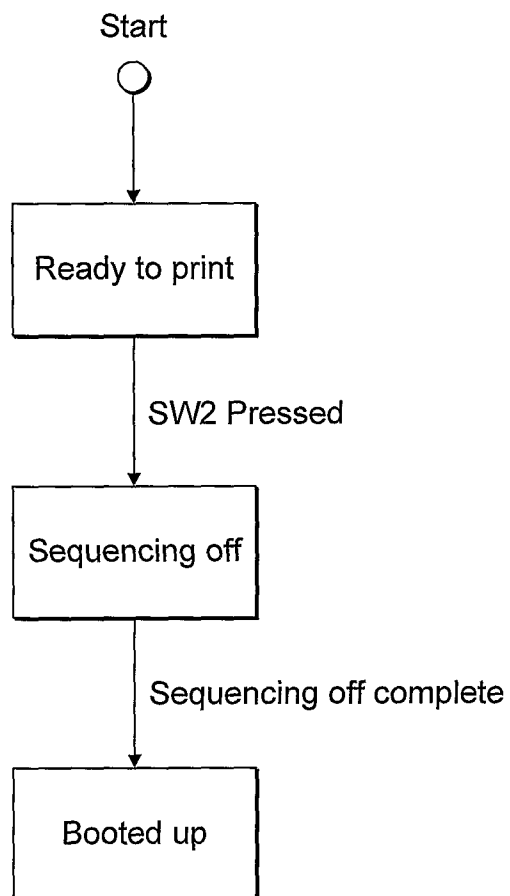 Start
Ready to print
SW2 Pressed
Sequencing off
Sequencing off complete
Booted up